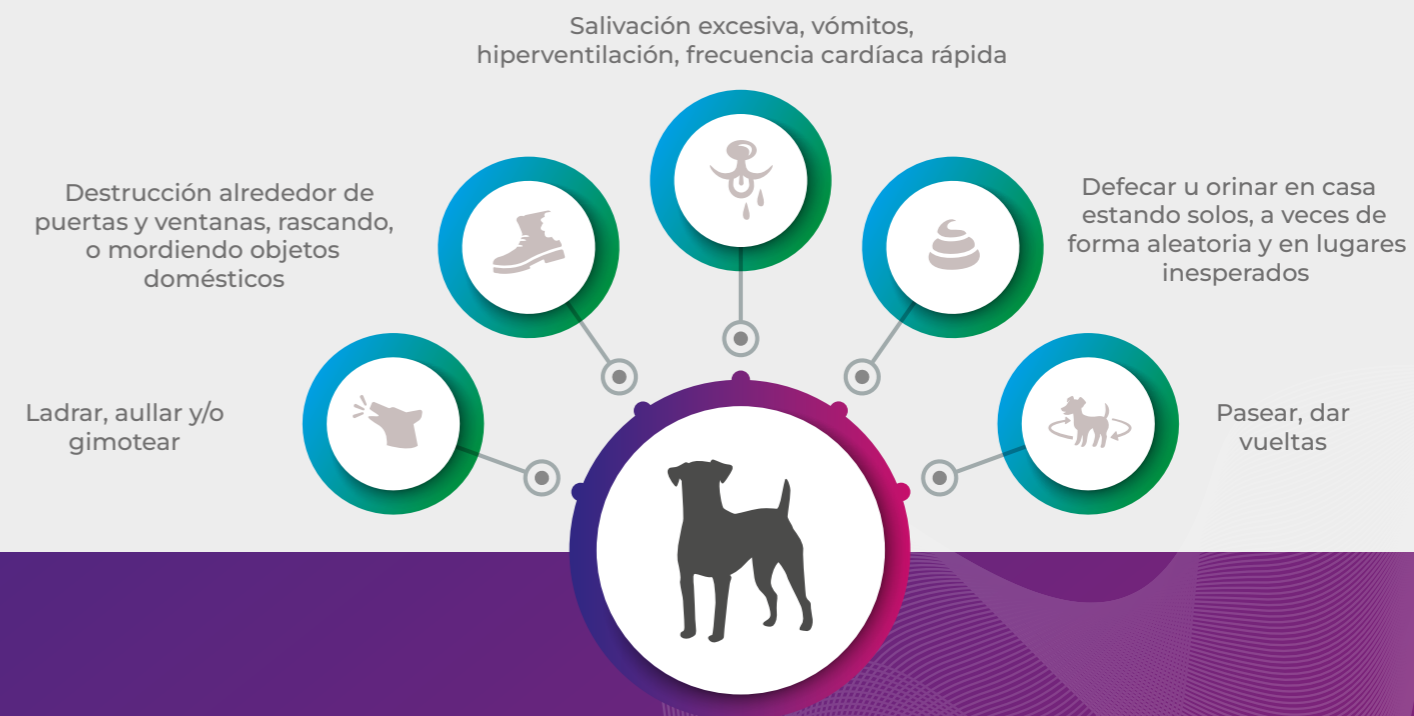 Salivación excesiva, vómitos,
hiperventilación, frecuencia cardíaca rápida
Destrucción alrededor de
puertas y ventanas, rascando,
o mordiendo objetos
domésticos
Defecar u orinar en casa
estando solos, a veces de
forma aleatoria y en lugares
inesperados
Ladrar, aullar y/o
gimotear
Pasear, dar
vueltas